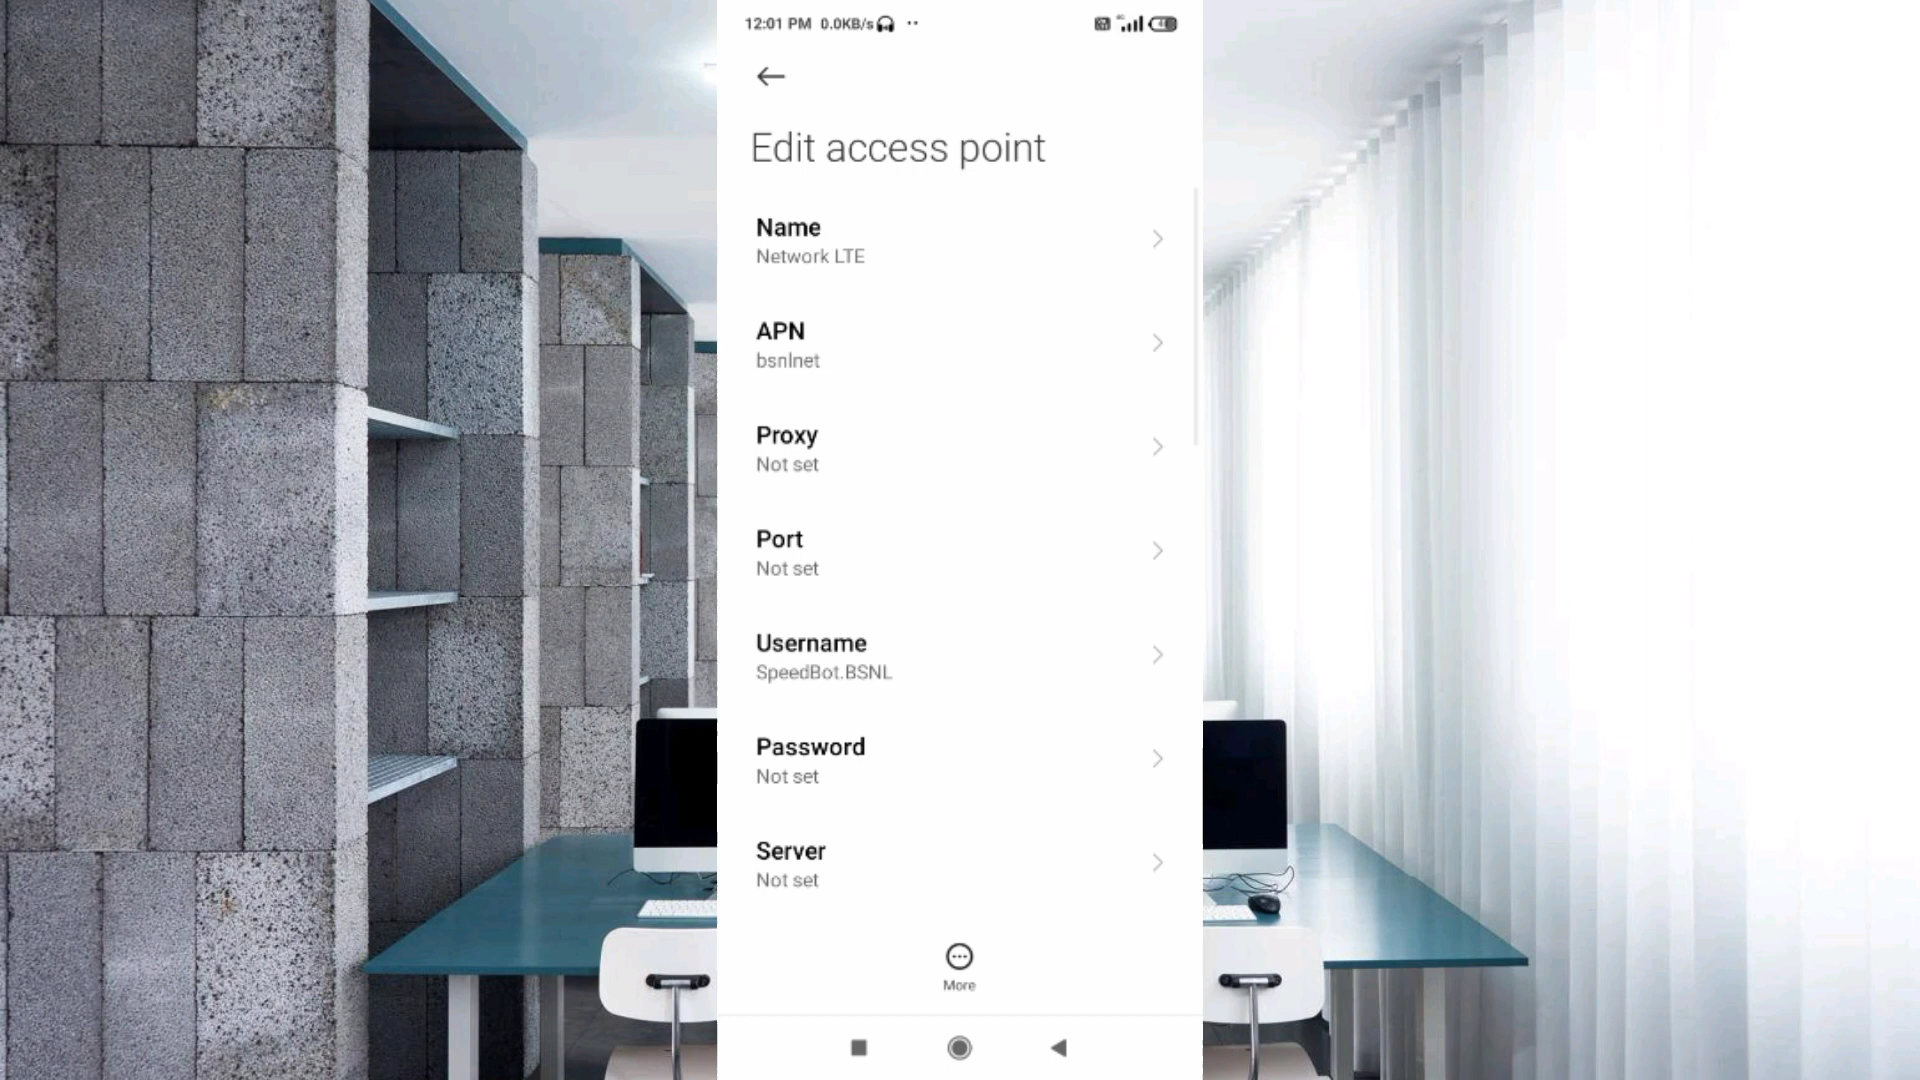 12:01 PM 0.0KB/s
Edit access point
Name
Network LTE
APN
bsnlnet
Proxy
Not set
Port
Not set
Username
SpeedBot.BSNL
Password
Not set
Server
Not set
More